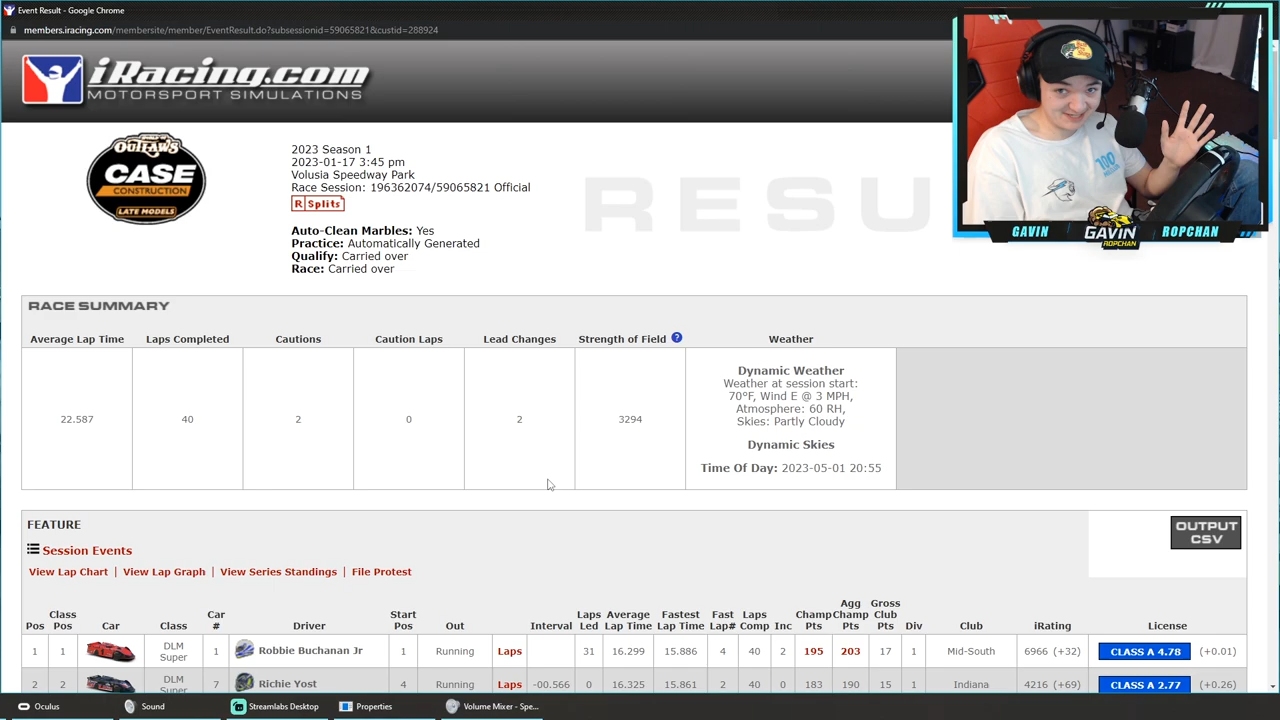 Event Result - Google Chrome
members.iracing.com/membersite/member/EventResult.do?subsessionid=59065821&custid=288924
iRacing.com
MOTORSPORT SIMULATIONS
OUTLAWS
CASE
CONSTRUCTION
LATE MODELS
2023 Season 1
2023-01-17 3:45 pm
Volusia Speedway Park
Race Session: 196362074/59065821 Official
R Splits
Auto-Clean Marbles: Yes
Practice: Automatically Generated
Qualify: Carried over
Race: Carried over
RESU
GAVIN GAVIN ROPCHAN ROPCHAN
RACE SUMMARY
Average Lap Time Laps Completed Cautions Caution Laps Lead Changes Strength of Field ? Weather
22.587 40 2 0 2 3294
Dynamic Weather
Weather at session start:
70°F, Wind E @ 3 MPH,
Atmosphere: 60 RH,
Skies: Partly Cloudy
Dynamic Skies
Time Of Day: 2023-05-01 20:55
FEATURE
OUTPUT
CSV
Session Events
View Lap Chart | View Lap Graph | View Series Standings | File Protest
Pos Class Pos Car Class Car # Driver Start Pos Out Interval Laps Led Average Lap Time Fastest Lap Time Fast Lap# Laps Comp Inc Champ Pts Agg Champ Pts Gross Club Pts Div Club iRating License
1 1 DLM Super 1 Robbie Buchanan Jr 1 Running Laps 31 16.299 15.886 4 40 2 195 203 17 1 Mid-South 6966 (+32) CLASS A 4.78 (+0.01)
2 2 DLM Super 7 Richie Yost 4 Running Laps -00.566 0 16.325 15.861 2 40 0 183 190 15 1 Indiana 4216 (+69) CLASS A 2.77 (+0.26)
Oculus Sound Streamlabs Desktop Properties Volume Mixer - Spe...